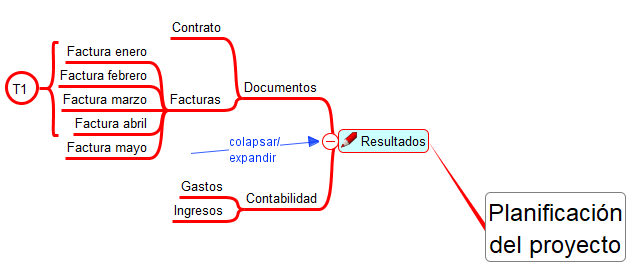 Contrato
Factura enero
Factura febrero
Factura marzo
Factura abril
Factura mayo
T1
Facturas
Documentos
colapsar/
expandir
Resultados
Gastos
Ingresos
Contabilidad
Planificación
del proyecto